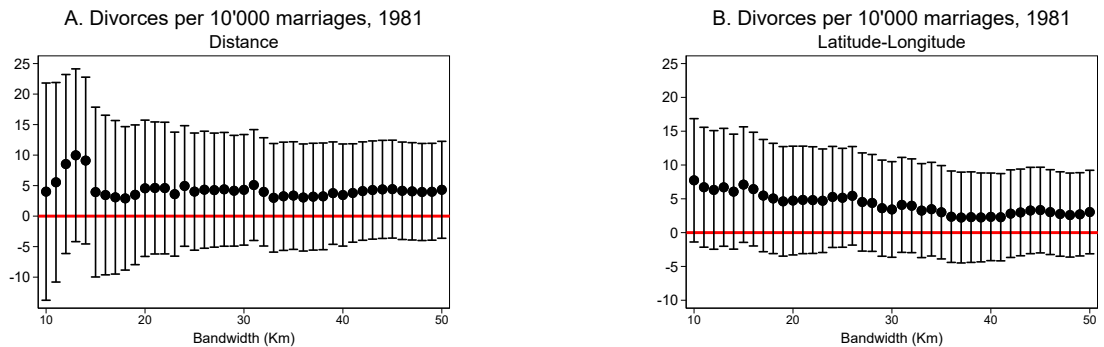 A. Divorces per 10'000 marriages, 1981
Distance
25
20
15
10
5
0
-5
-10
10 20 30 40 50
Bandwidth (Km)
B. Divorces per 10'000 marriages, 1981
Latitude-Longitude
25
20
15
10
5
0
-5
-10
10 20 30 40 50
Bandwidth (Km)